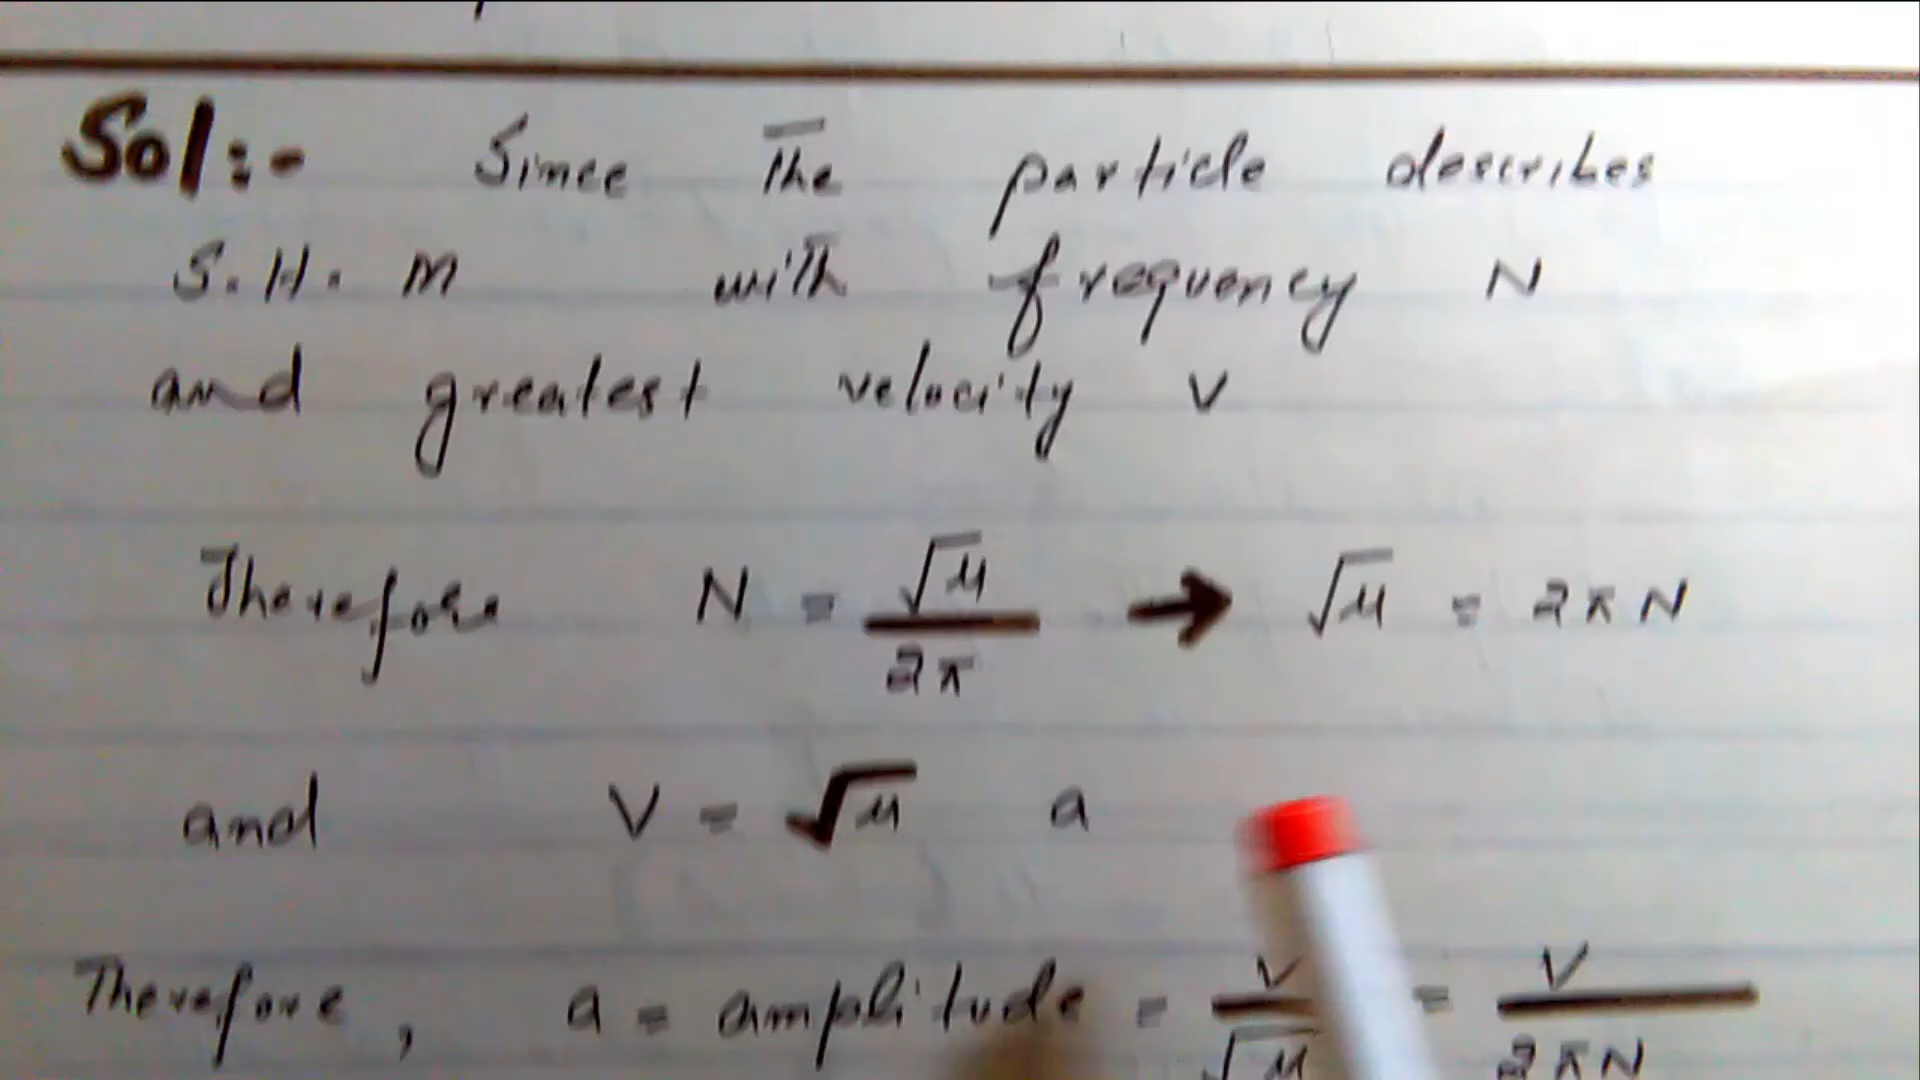 Sol:- Since The particle describes
S.H.M with frequency N
and greatest velocity V
Therefore N = √μ / 2π → √μ = 2πN
and V = √μ a
Therefore, a = amplitude = V / √μ = V / 2πN